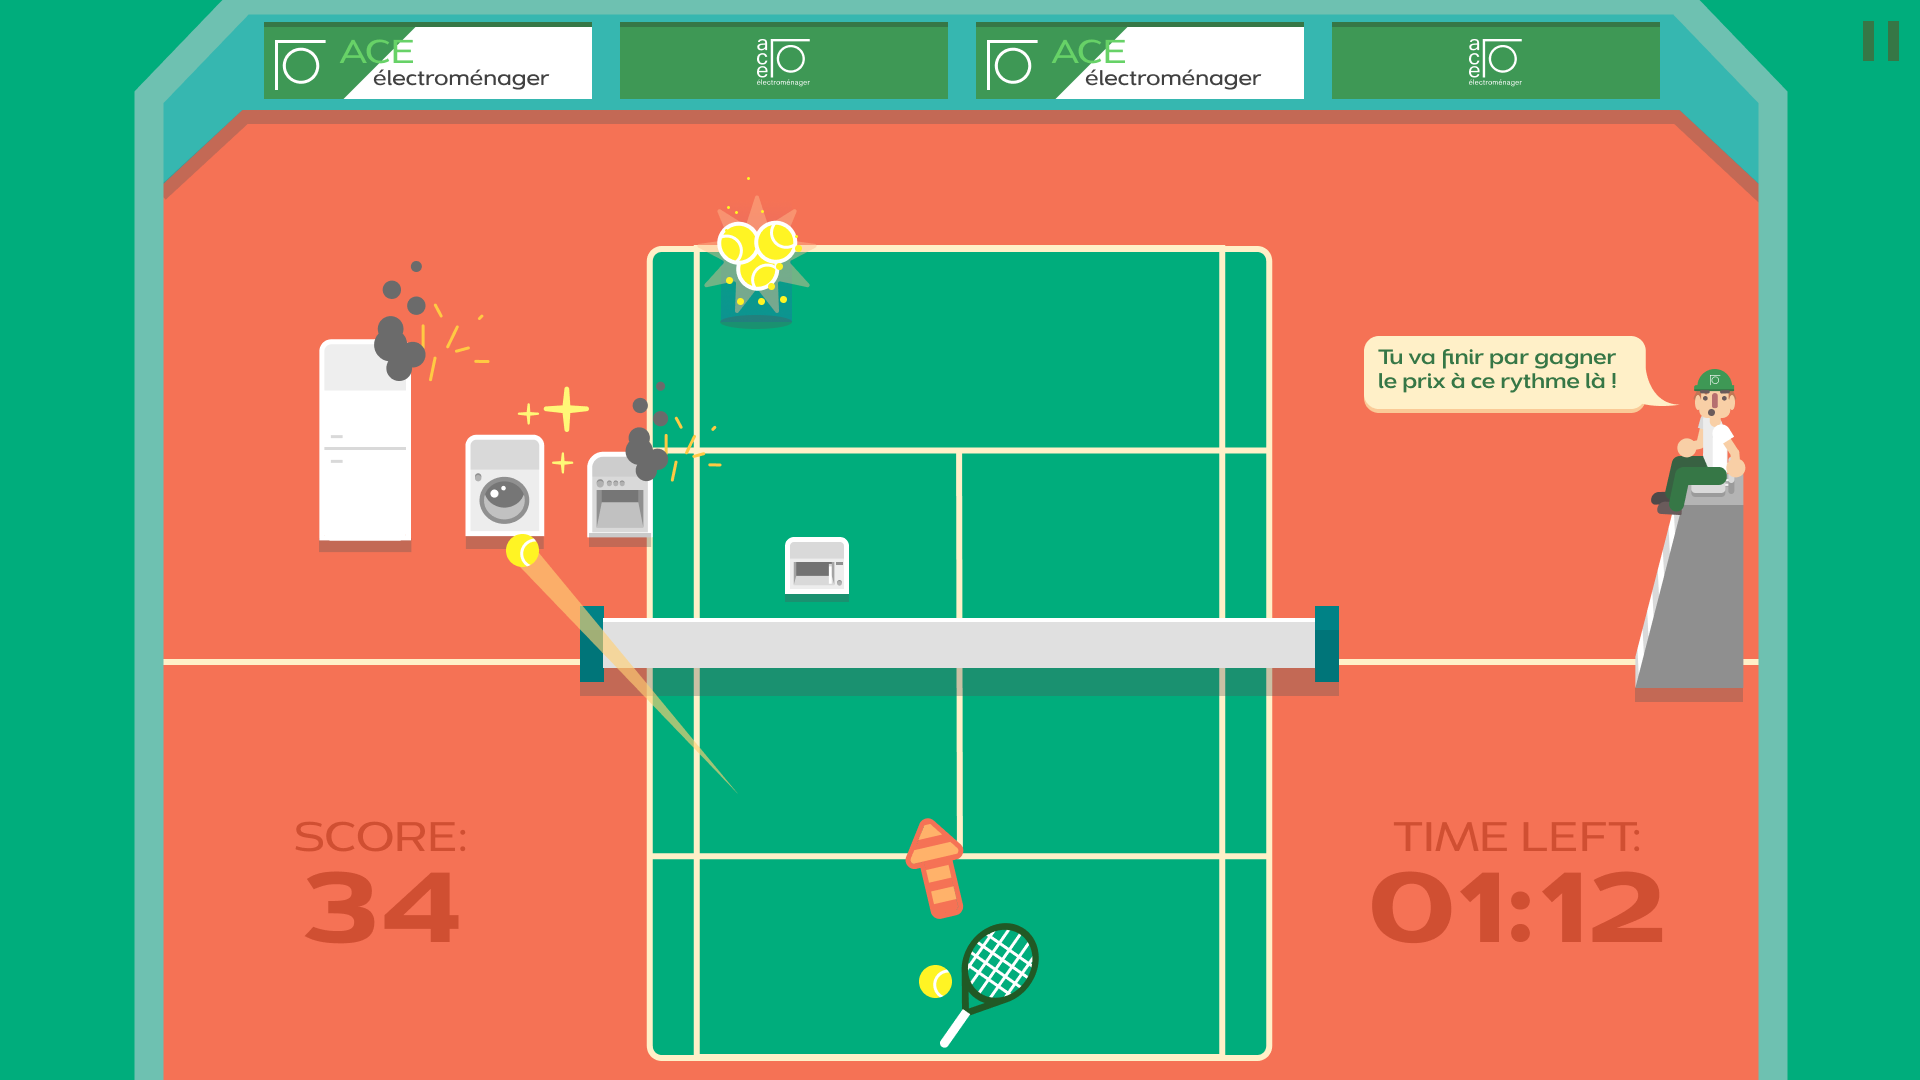 ACE
électroménager
ace
électroménager
ACE
électroménager
ace
électroménager
Tu va finir par gagner
le prix à ce rythme là !
SCORE:
34
TIME LEFT:
01:12